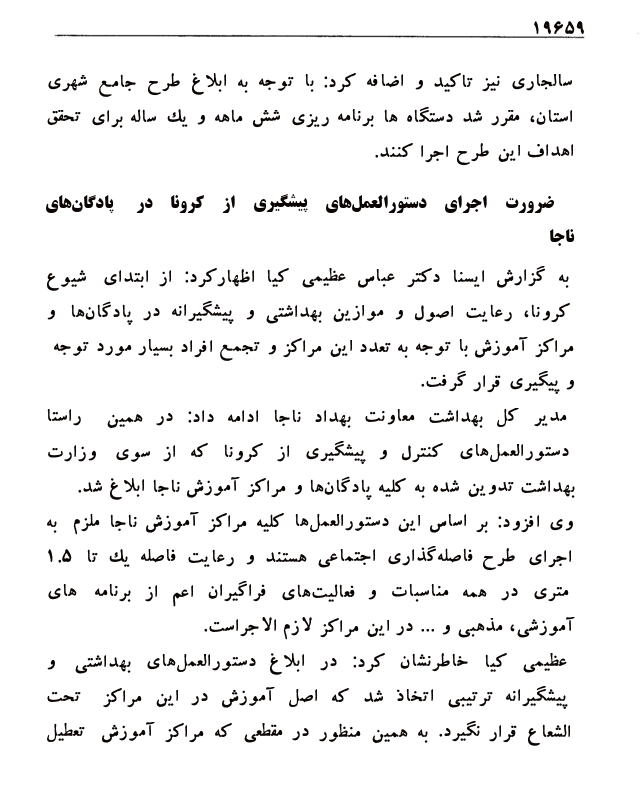 ۱۹۶۵۹
سالجاری نیز تاکید و اضافه کرد: با توجه به ابلاغ طرح جامع شهری
استان، مقرر شد دستگاه ها برنامه ریزی شش ماهه و یك ساله برای تحقق
اهداف این طرح اجرا کنند.
ضرورت اجرای دستورالعمل‌های پیشگیری از کرونا در پادگان‌های
ناجا
به گزارش ایسنا دکتر عباس عظیمی کیا اظهارکرد: از ابتدای شیوع
کرونا، رعایت اصول و موازین بهداشتی و پیشگیرانه در پادگان‌ها و
مراکز آموزش با توجه به تعدد این مراکز و تجمع افراد بسیار مورد توجه
و پیگیری قرار گرفت.
مدیر کل بهداشت معاونت بهداد ناجا ادامه داد: در همین راستا
دستورالعمل‌های کنترل و پیشگیری از کرونا که از سوی وزارت
بهداشت تدوین شده به کلیه پادگان‌ها و مراکز آموزش ناجا ابلاغ شد.
وی افزود: بر اساس این دستورالعمل‌ها کلیه مراکز آموزش ناجا ملزم به
اجرای طرح فاصله‌گذاری اجتماعی هستند و رعایت فاصله یك تا ۱.۵
متری در همه مناسبات و فعالیت‌های فراگیران اعم از برنامه های
آموزشی، مذهبی و ... در این مراکز لازم الاجراست.
عظیمی کیا خاطرنشان کرد: در ابلاغ دستورالعمل‌های بهداشتی و
پیشگیرانه ترتیبی اتخاذ شد که اصل آموزش در این مراکز تحت
الشعاع قرار نگیرد. به همین منظور در مقطعی که مراکز آموزش تعطیل